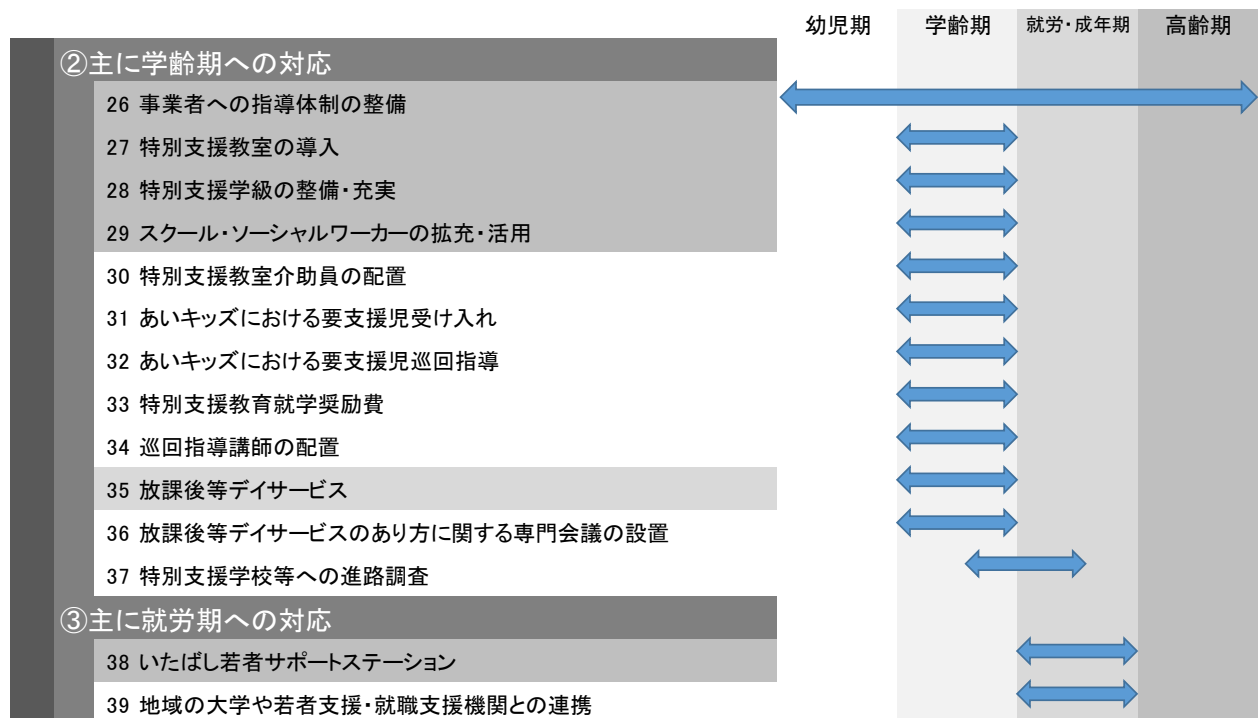 幼児期 学齢期 就労・成年期 高齢期
②主に学齢期への対応
26 事業者への指導体制の整備
27 特別支援教室の導入
28 特別支援学級の整備・充実
29 スクール・ソーシャルワーカーの拡充・活用
30 特別支援教室介助員の配置
31 あいキッズにおける要支援児受け入れ
32 あいキッズにおける要支援児巡回指導
33 特別支援教育就学奨励費
34 巡回指導講師の配置
35 放課後等デイサービス
36 放課後等デイサービスのあり方に関する専門会議の設置
37 特別支援学校等への進路調査
③主に就労期への対応
38 いたばし若者サポートステーション
39 地域の大学や若者支援・就職支援機関との連携